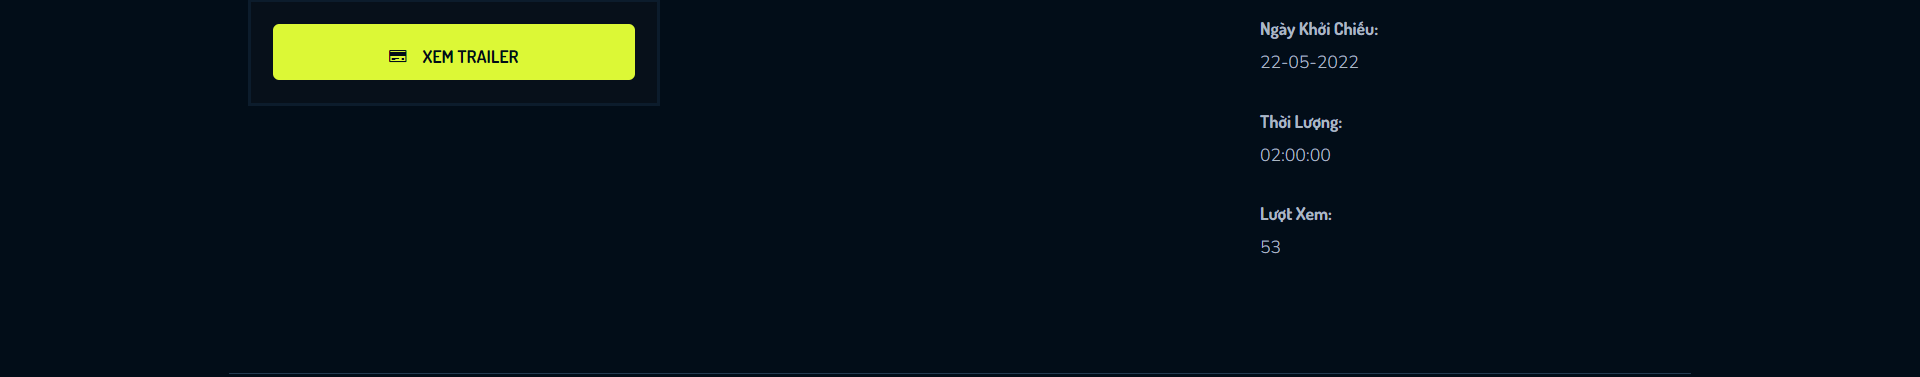 XEM TRAILER
Ngày Khởi Chiếu:
22-05-2022
Thời Lượng:
02:00:00
Lượt Xem:
53